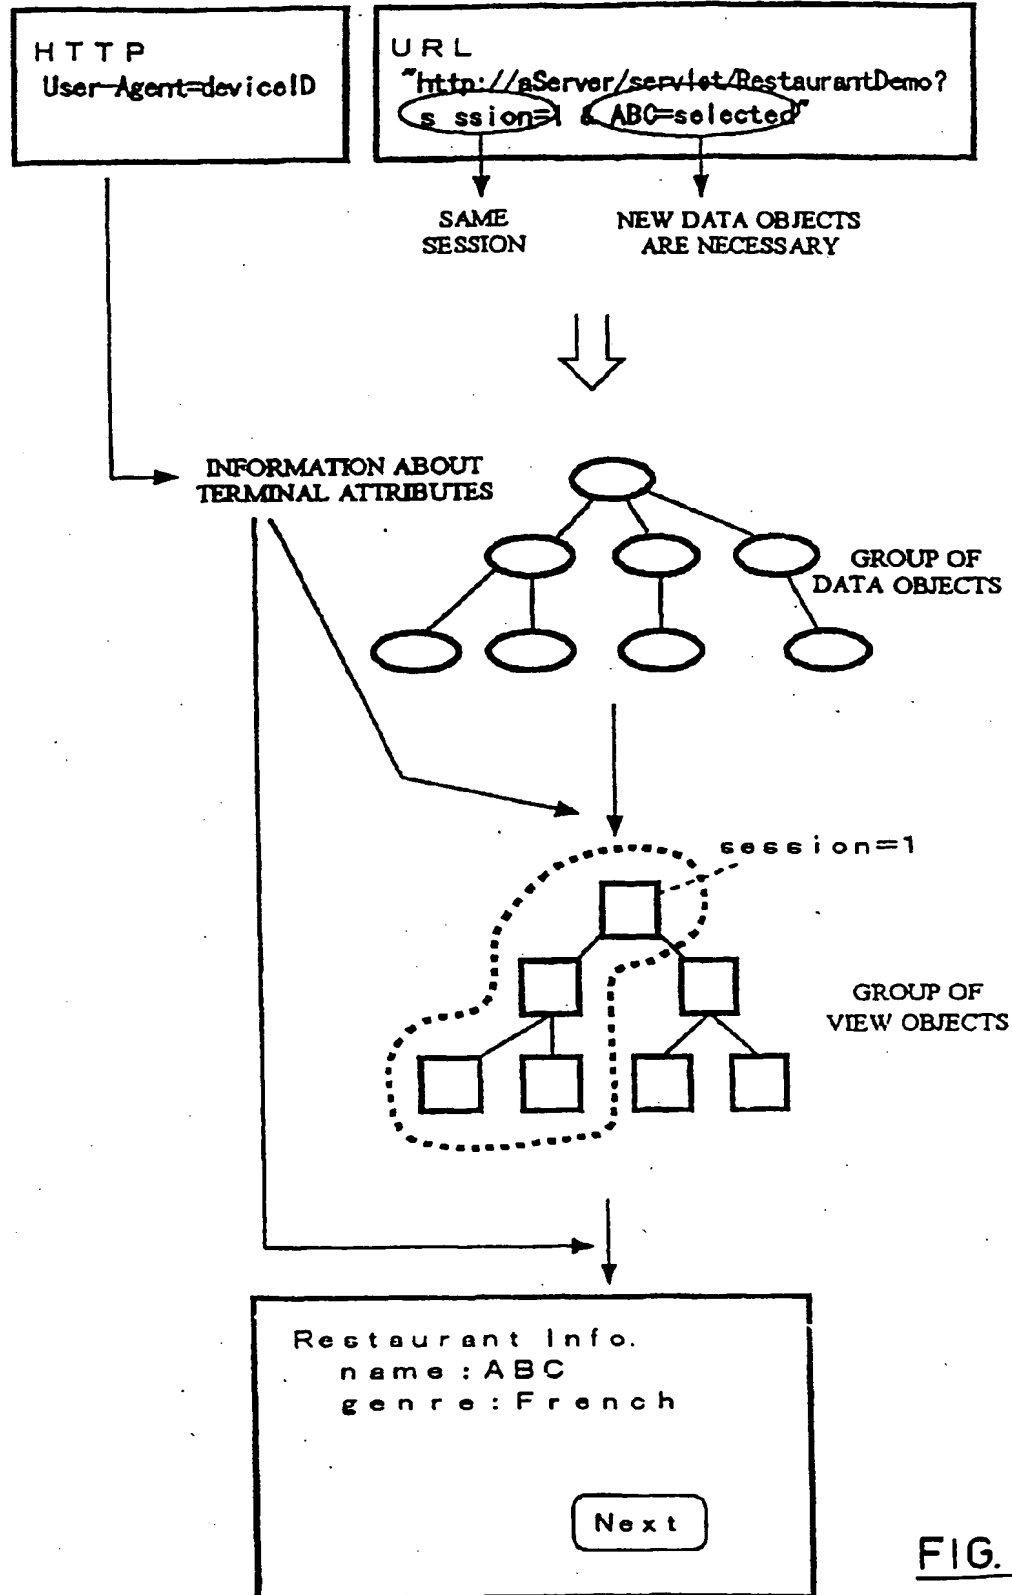 HTTP
User-Agent=deviceID
URL
"http://aServer/servlet/RestaurantDemo?
s ssion=1 & ABC=selected"
SAME
SESSION
NEW DATA OBJECTS
ARE NECESSARY
INFORMATION ABOUT
TERMINAL ATTRIBUTES
GROUP OF
DATA OBJECTS
session=1
GROUP OF
VIEW OBJECTS
Restaurant Info.
name:ABC
genre:French
Next
FIG.